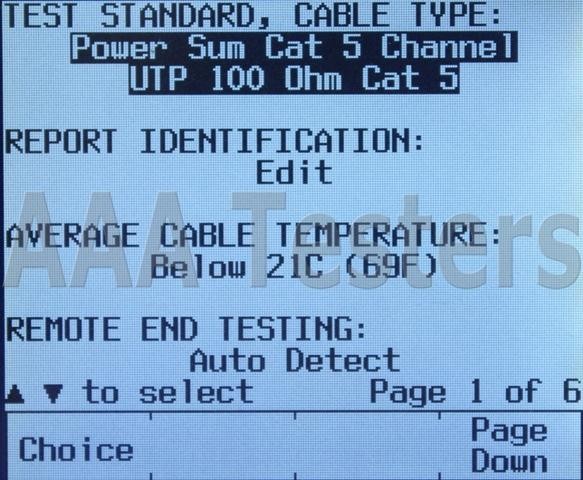 TEST STANDARD, CABLE TYPE:
Power Sum Cat 5 Channel
UTP 100 Ohm Cat 5
REPORT IDENTIFICATION:
Edit
AAA Testers
AVERAGE CABLE TEMPERATURE:
Below 21C (69F)
REMOTE END TESTING:
Auto Detect
▲ ▼ to select Page 1 of 6
Choice Page
Down